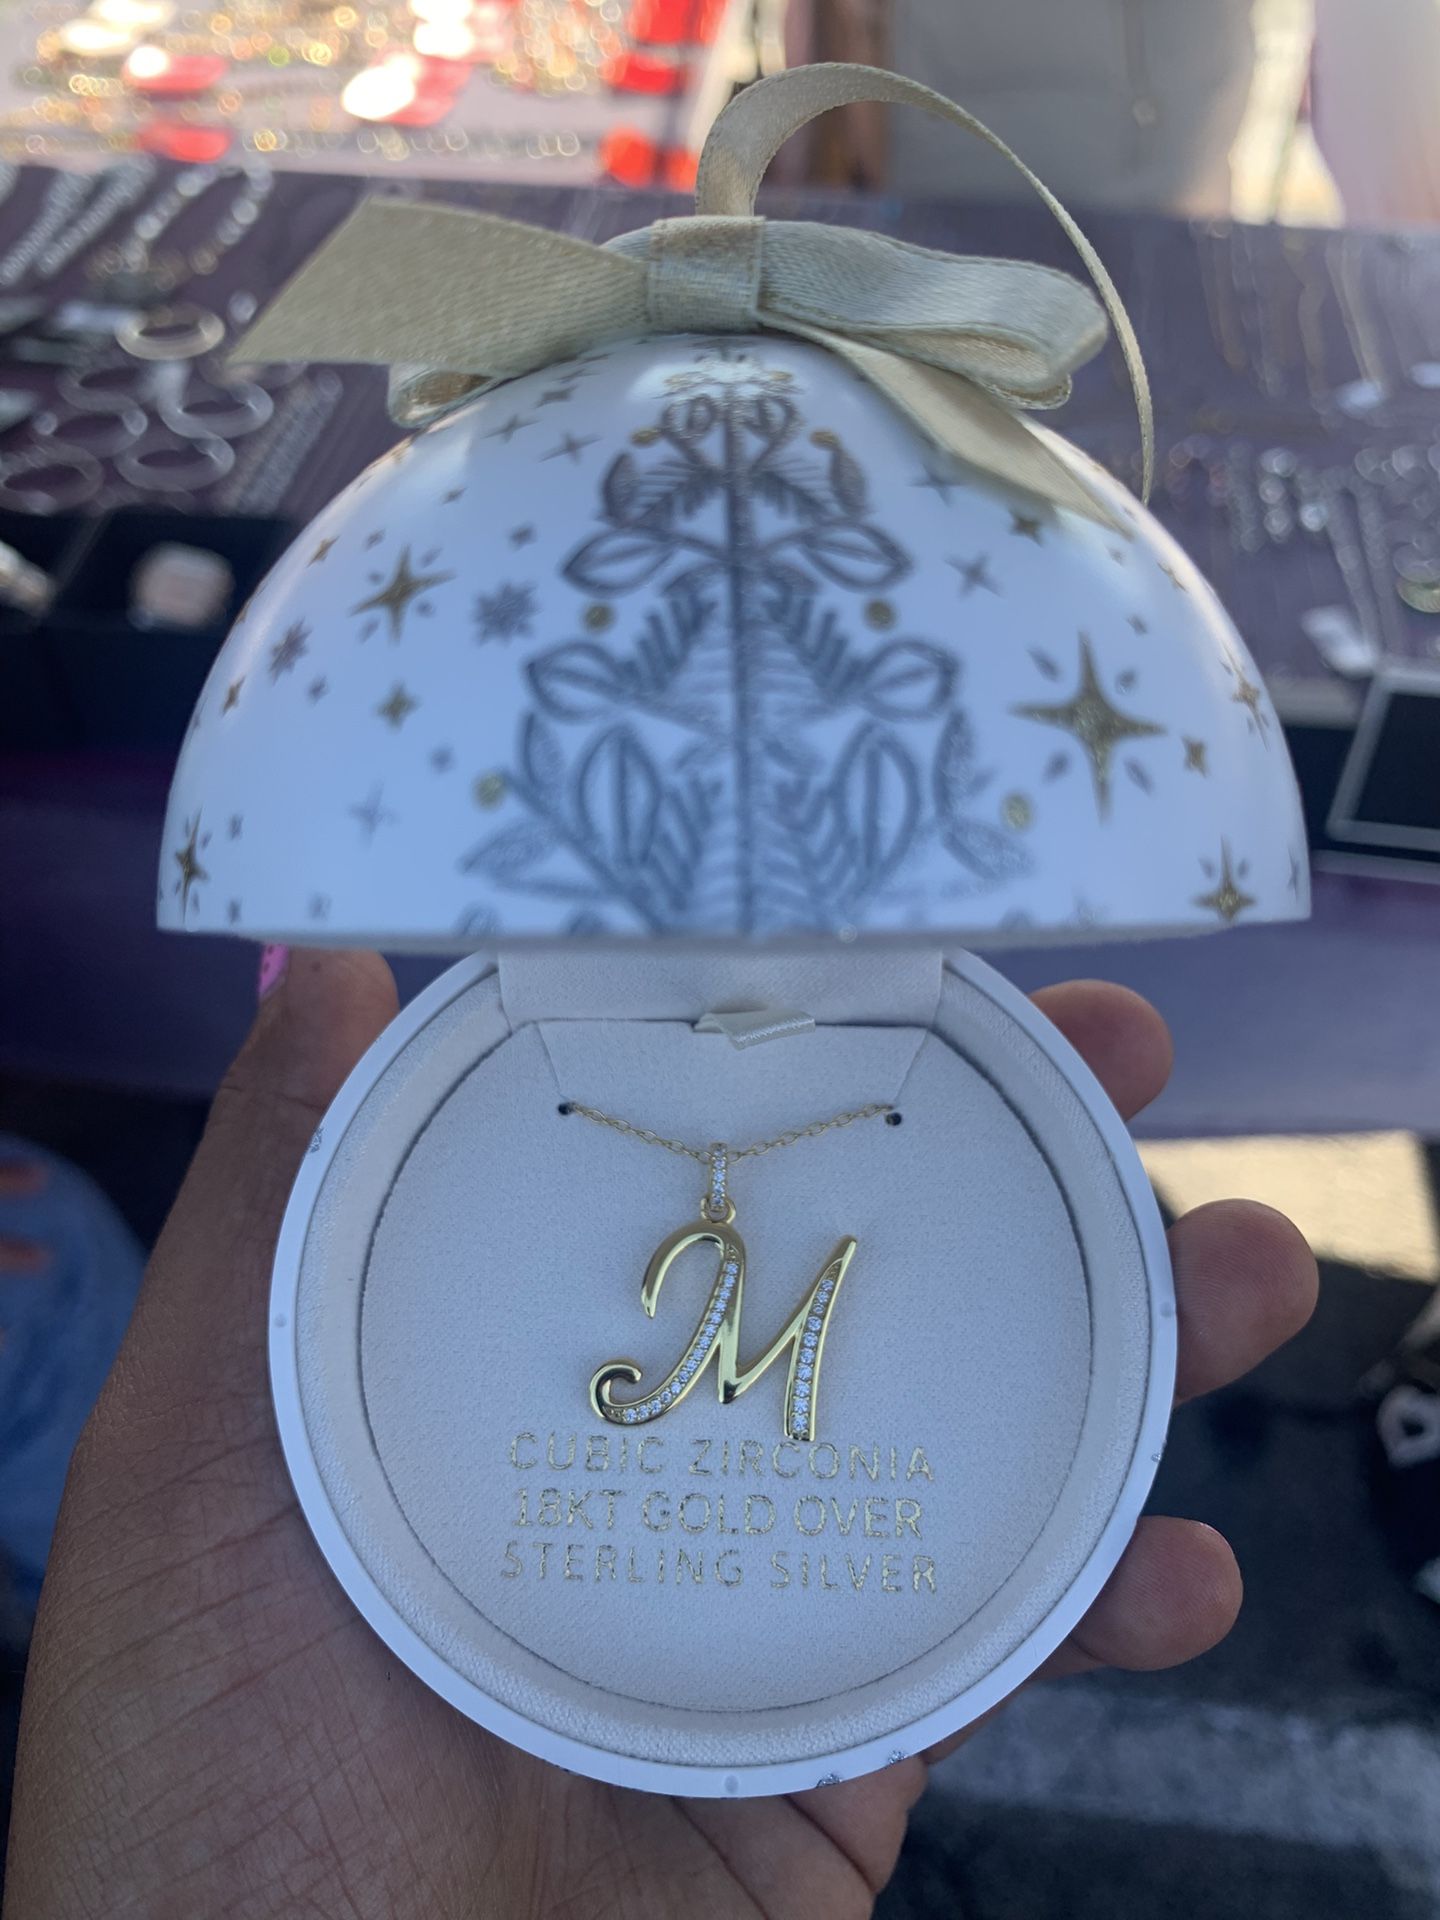 M
CUBIC ZIRCONIA
18KT GOLD OVER
STERLING SILVER